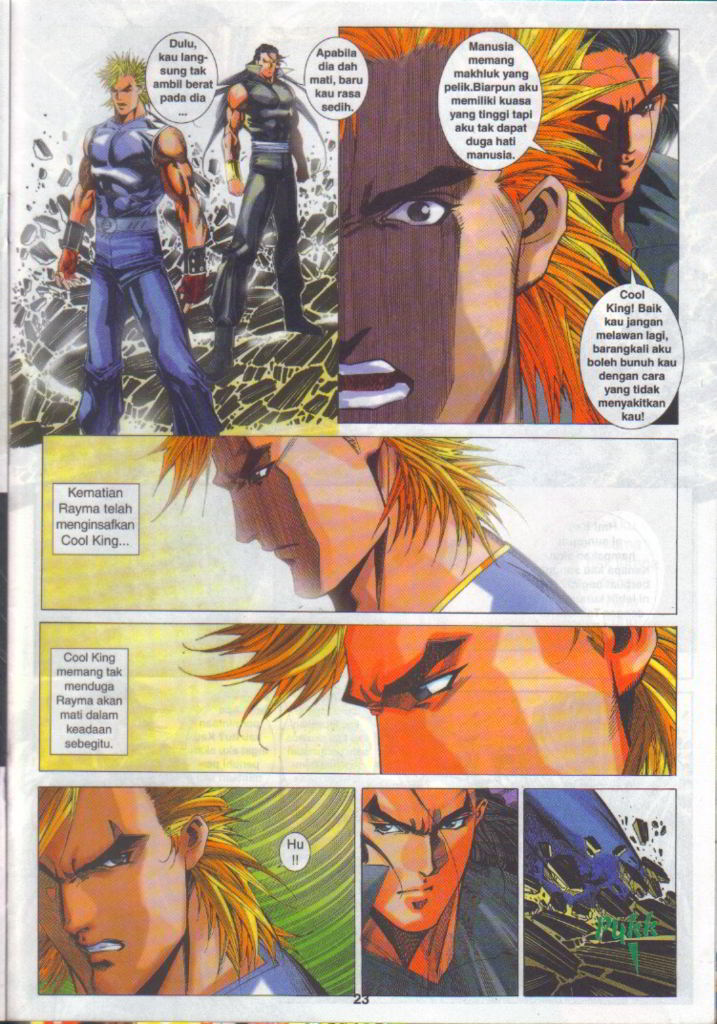 Dulu,
kau lang-
sung tak
ambil berat
pada dia
...
Apabila
dia dah
mati, baru
kau rasa
sedih.
Manusia
memang
makhluk yang
pelik.Biarpun aku
memiliki kuasa
yang tinggi tapi
aku tak dapat
duga hati
manusia.
Cool
King! Baik
kau jangan
melawan lagi,
barangkali aku
boleh bunuh kau
dengan cara
yang tidak
menyakitkan
kau!
Kematian
Rayma telah
menginsafkan
Cool King...
Cool King
memang tak
menduga
Rayma akan
mati dalam
keadaan
sebegitu.
Hu
!!
Pykk
23